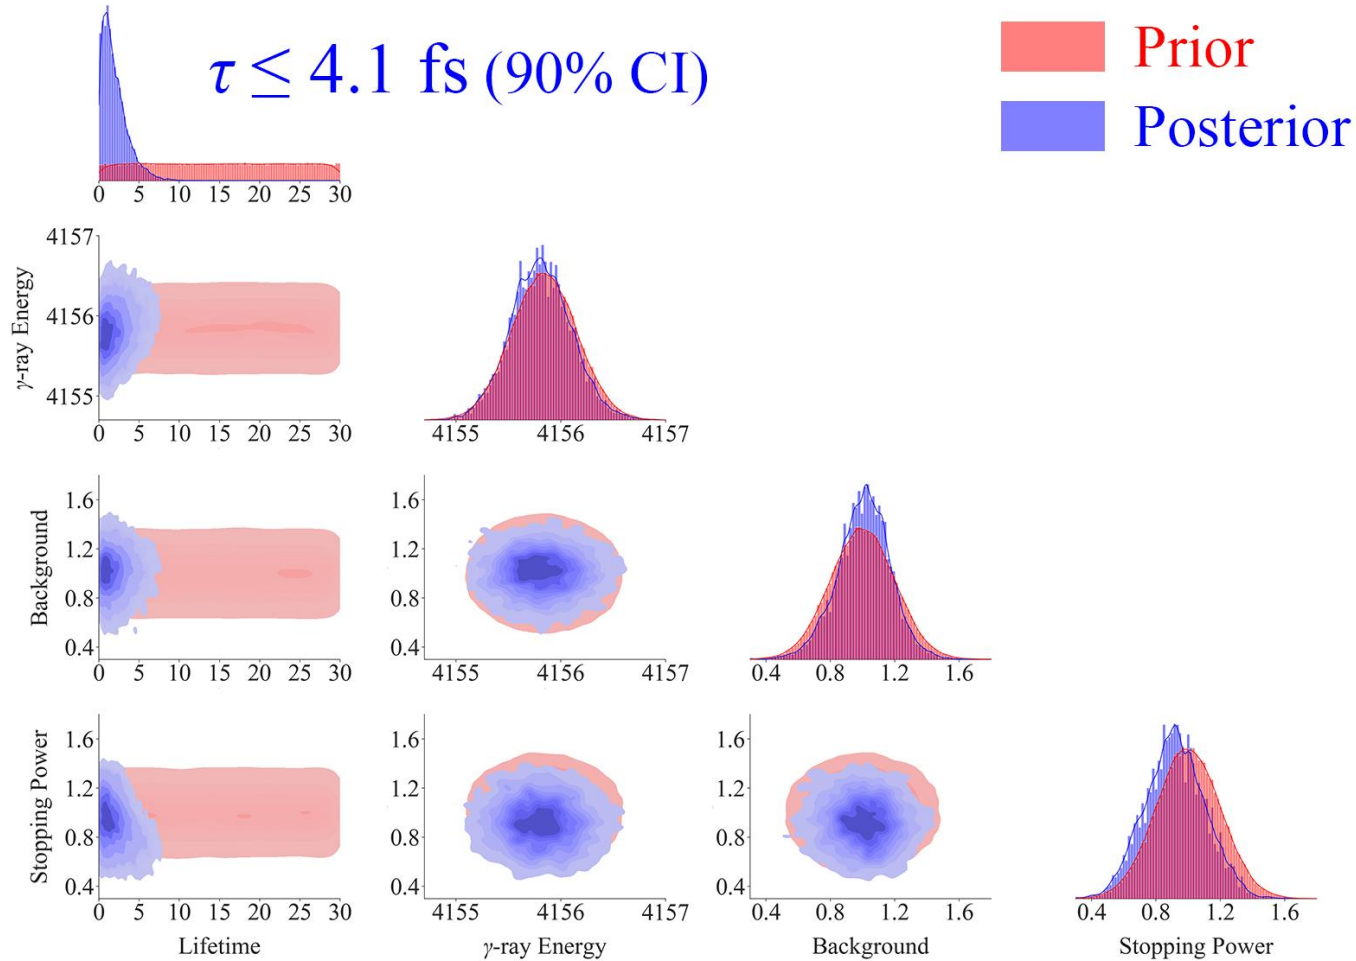 τ ≤ 4.1 fs (90% CI)
Prior
Posterior
0 5 10 15 20 25 30
γ-ray Energy
4157
4156
4155
0 5 10 15 20 25 30
4155 4156 4157
Background
1.6
1.2
0.8
0.4
0 5 10 15 20 25 30
1.6
1.2
0.8
0.4
4155 4156 4157
0.4 0.8 1.2 1.6
Stopping Power
1.6
1.2
0.8
0.4
0 5 10 15 20 25 30
Lifetime
1.6
1.2
0.8
0.4
4155 4156 4157
γ-ray Energy
1.6
1.2
0.8
0.4
0.4 0.8 1.2 1.6
Background
0.4 0.8 1.2 1.6
Stopping Power